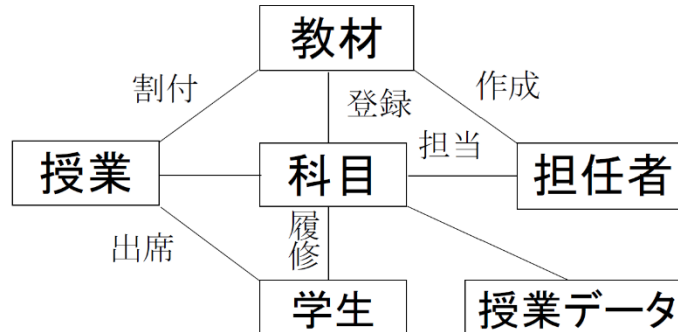 教材
割付
登録
作成
担当
授業
科目
担任者
履修
出席
学生
授業データ